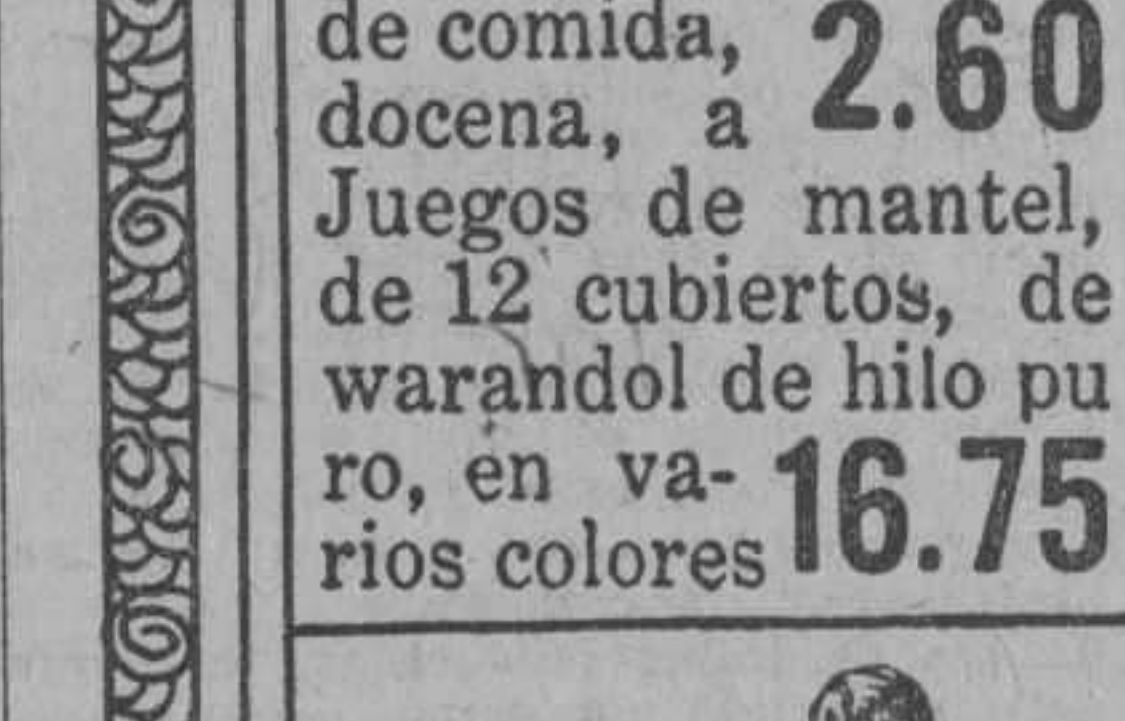 de comida,
docena, a 2.60
Juegos de mantel,
de 12 cubiertos, de
warandol de hilo pu
ro, en va-
rios colores 16.75